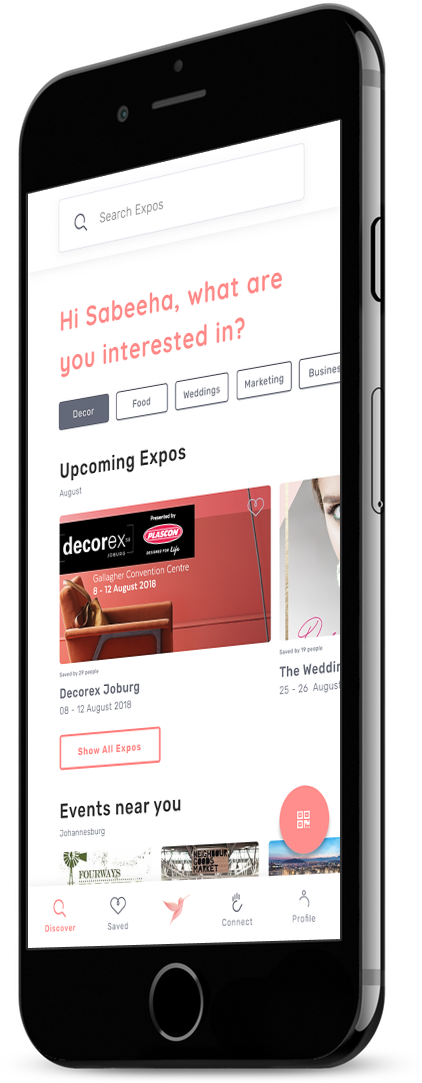 Search Expos
Hi Sabeeha, what are
you interested in?
Decor
Food
Weddings
Marketing
Busines
Upcoming Expos
August
decorex
JOBURG
Presented by
PLASCON
DESIGNED FOR Life
Gallagher Convention Centre
8 - 12 August 2018
Saved by 29 people
Decorex Joburg
08 - 12 August 2018
Saved by 19 people
The Weddin
25 - 26 August
Show All Expos
Events near you
Johannesburg
FOURWAYS
NEIGHBOUR
GOODS
MARKET
Discover
Saved
Connect
Profile